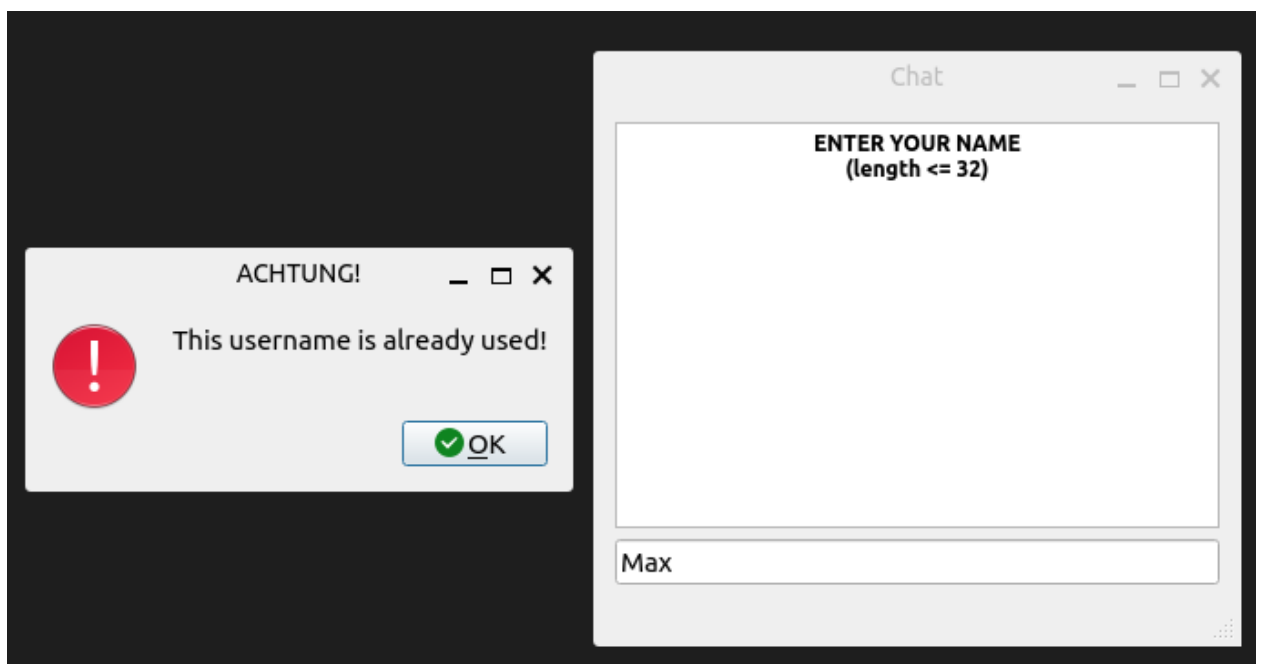 Chat
ENTER YOUR NAME
(length <= 32)
ACHTUNG!
This username is already used!
OK
Max